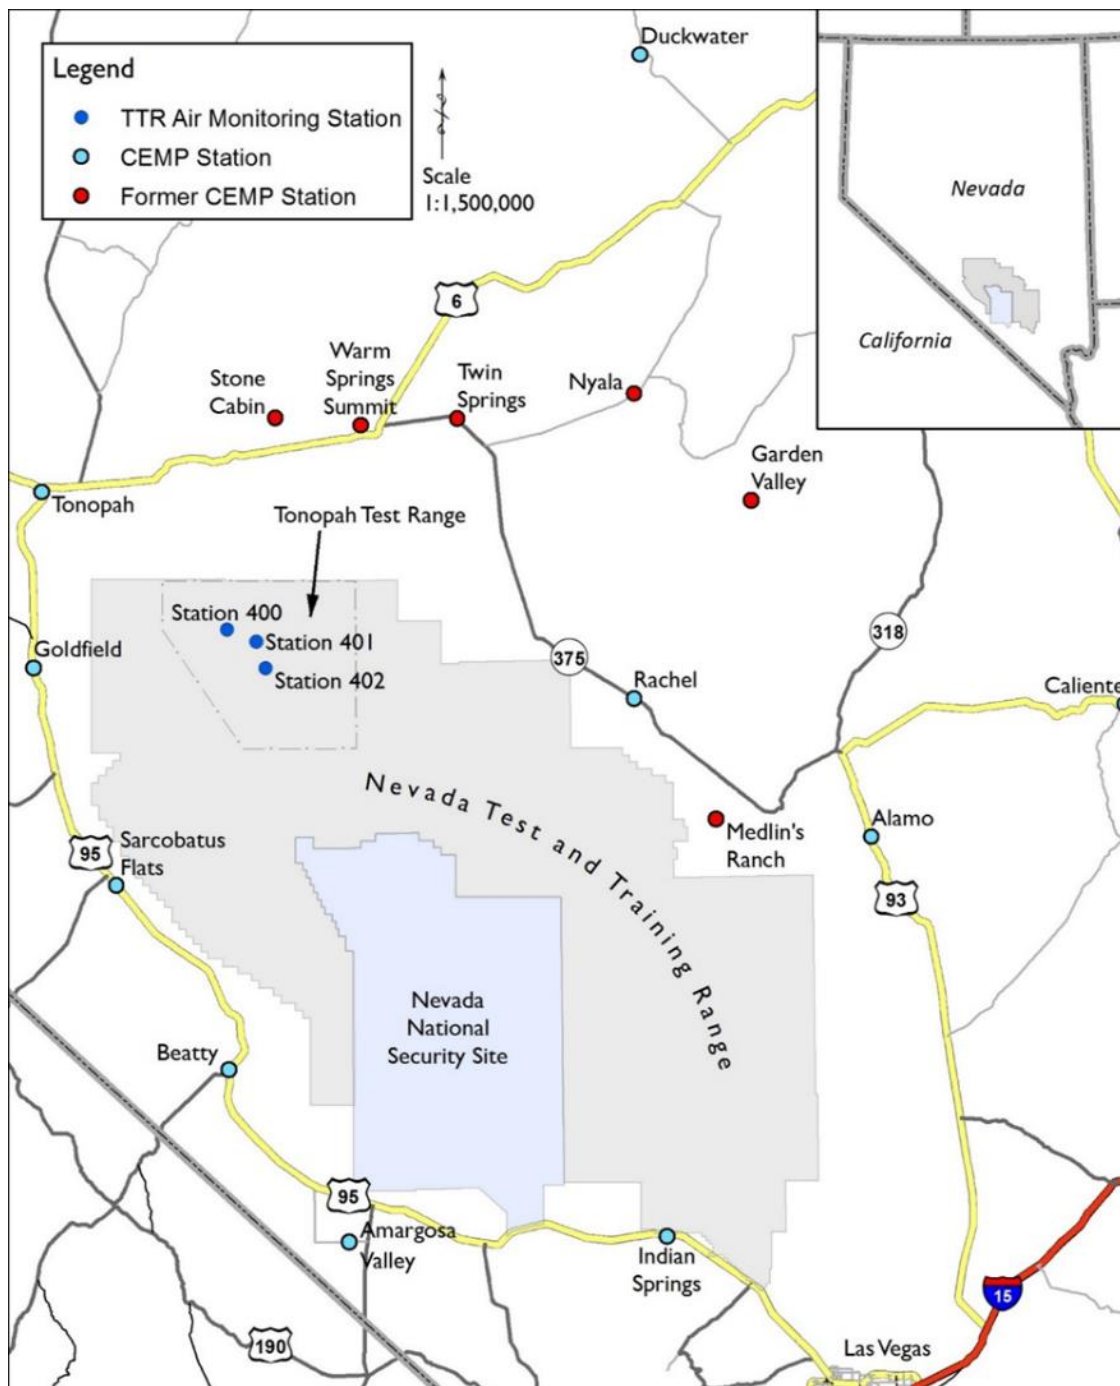 Legend
TTR Air Monitoring Station
CEMP Station
Former CEMP Station
Scale
1:1,500,000
Duckwater
Nevada
California
6
Warm
Springs
Summit
Stone
Cabin
Twin
Springs
Nyala
Garden
Valley
Tonopah
Tonopah Test Range
Station 400
Station 401
Station 402
Goldfield
375
318
Rachel
Caliente
Nevada Test and Training Range
Medlin's
Ranch
Alamo
95
Sarcobatus
Flats
93
Nevada
National
Security Site
Beatty
95
Amargosa
Valley
Indian
Springs
15
190
Las Vegas